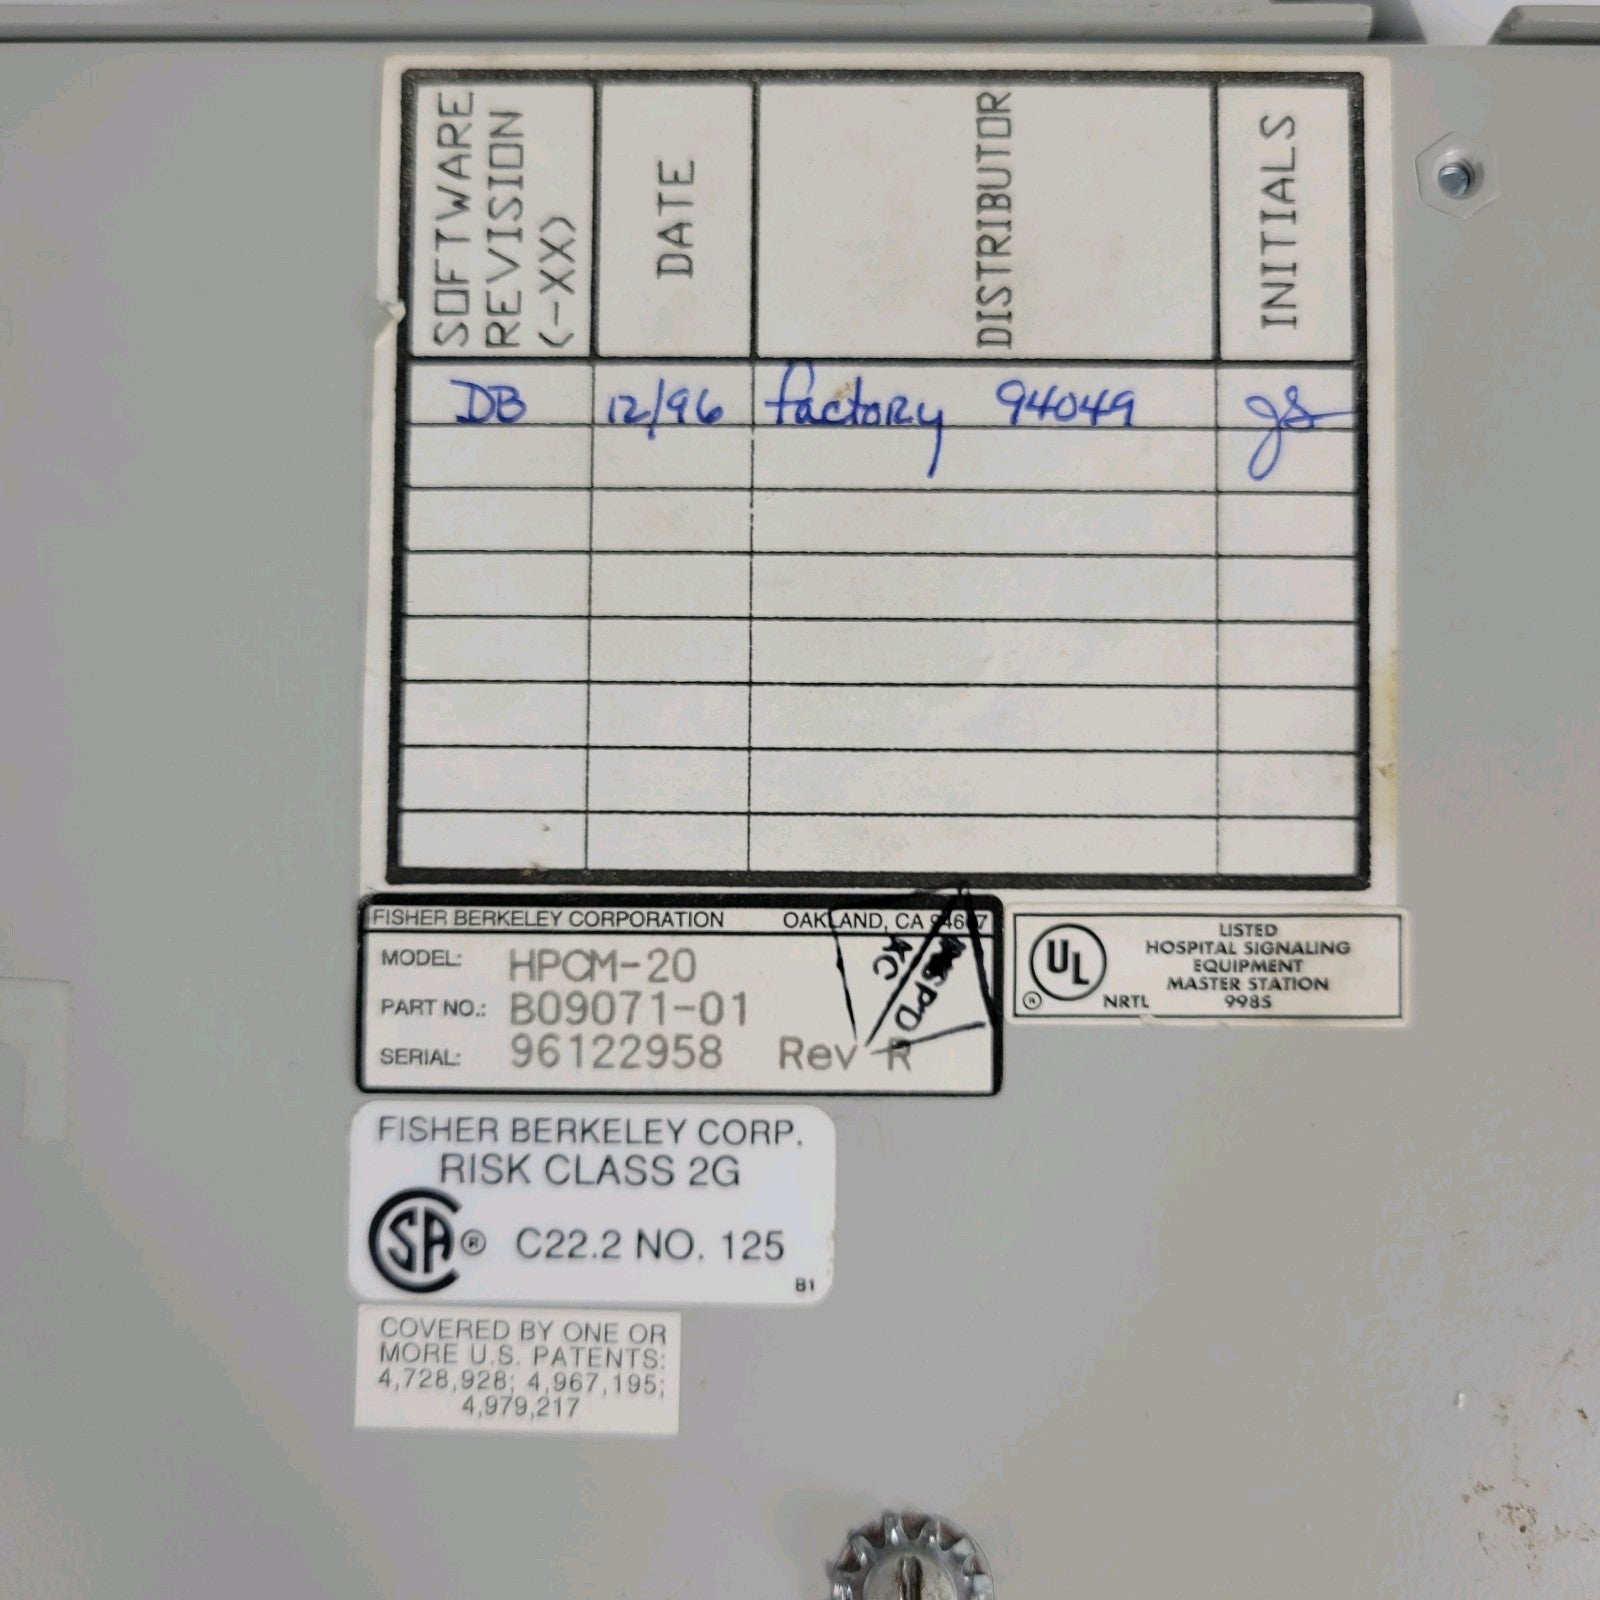 SOFTWARE
REVISION
(-XX)
DATE
DISTRIBUTOR
INITIALS
DB 12/96 factory 94049 js
FISHER BERKELEY CORPORATION OAKLAND, CA
MODEL: HPCM-20
PART NO.: B09071-01
SERIAL: 96122958 Rev R
UL
®
NRTL
LISTED
HOSPITAL SIGNALING
EQUIPMENT
MASTER STATION
998S
FISHER BERKELEY CORP.
RISK CLASS 2G
SA ® C22.2 NO. 125
B1
COVERED BY ONE OR
MORE U.S. PATENTS:
4,728,928; 4,967,195;
4,979,217